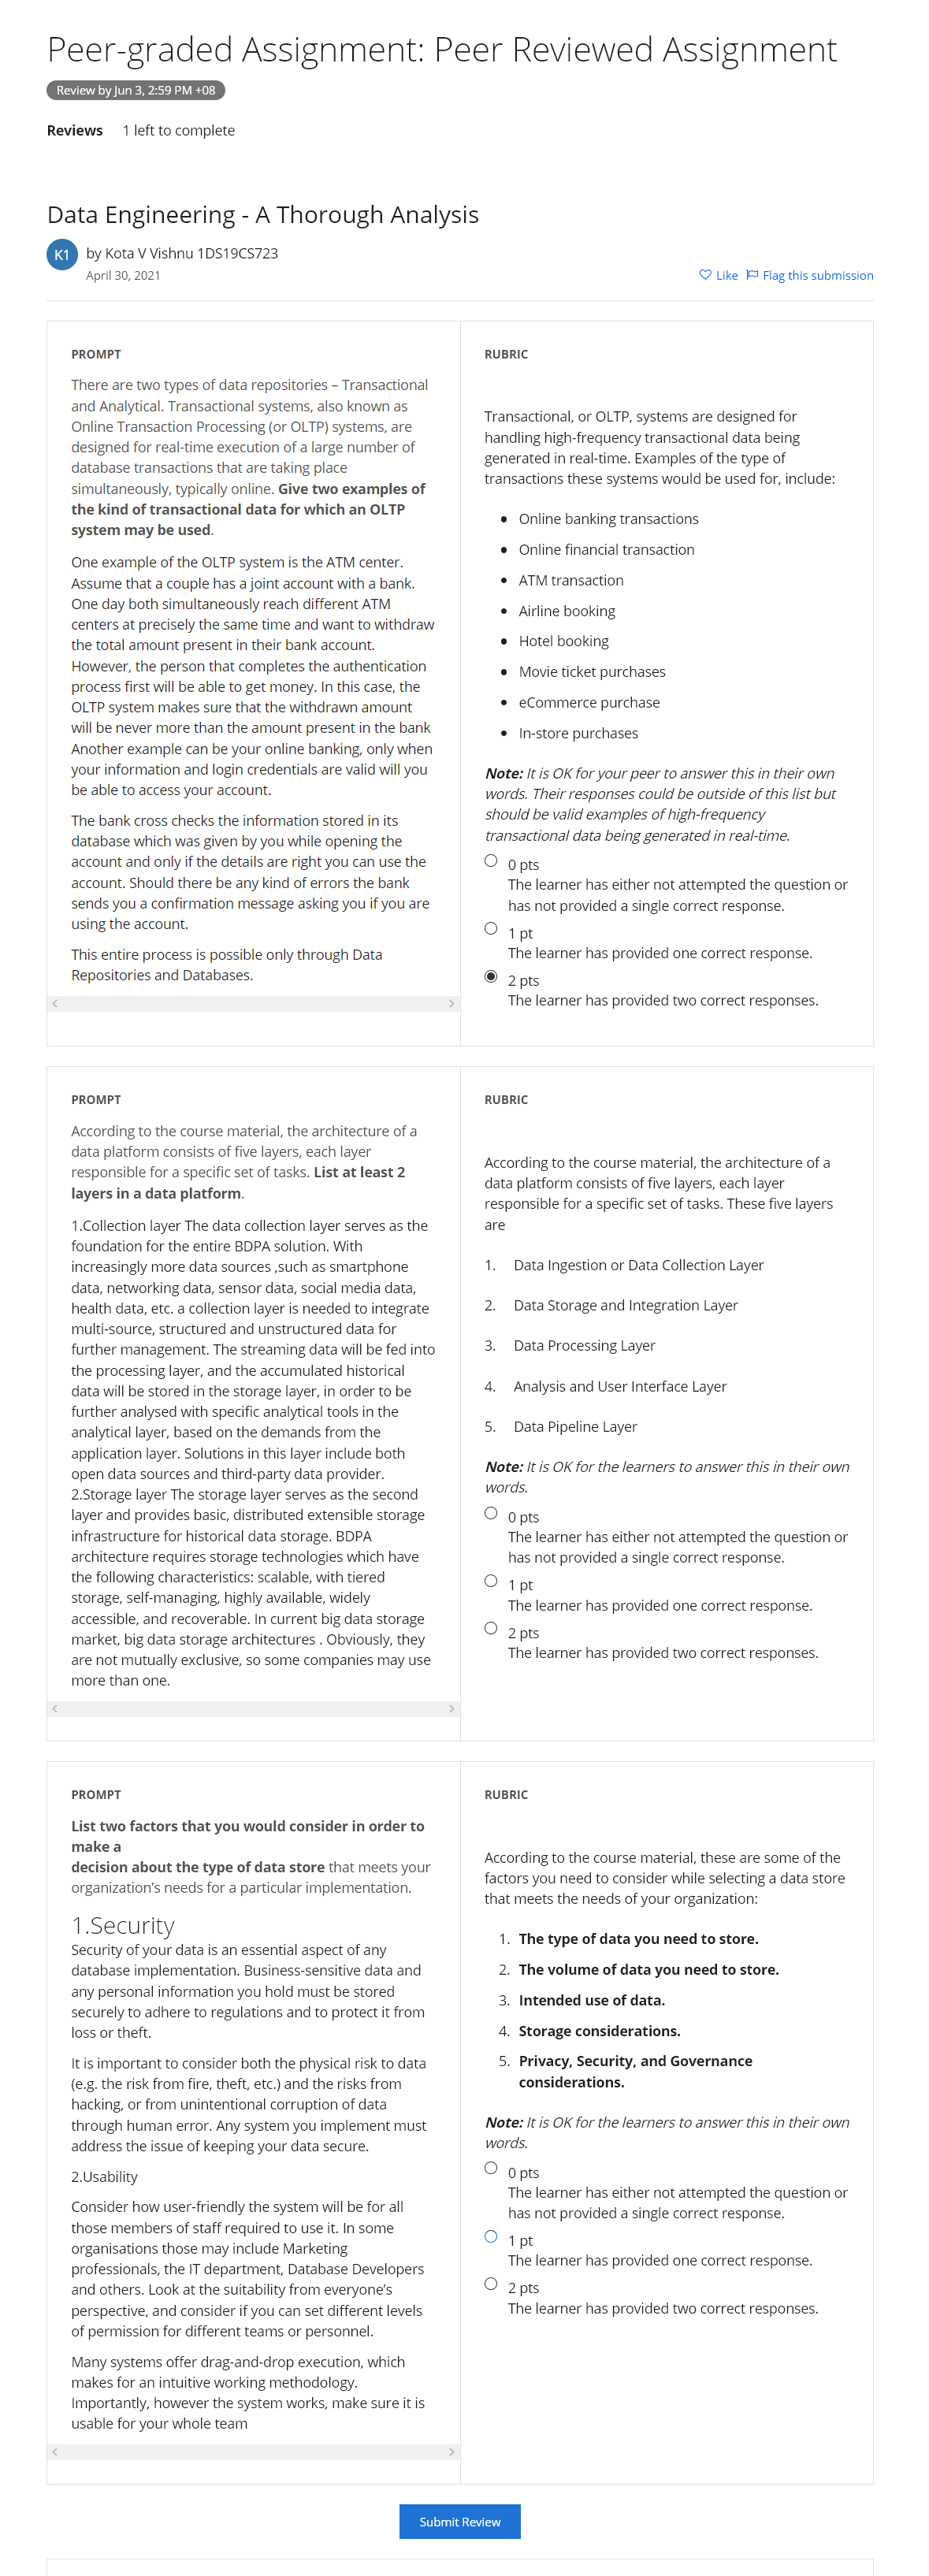 Peer-graded Assignment: Peer Reviewed Assignment
Review by Jun 3, 2:59 PM +08
Reviews 1 left to complete
Data Engineering - A Thorough Analysis
K1
by Kota V Vishnu 1DS19CS723
April 30, 2021
Like
Flag this submission
PROMPT
There are two types of data repositories – Transactional
and Analytical. Transactional systems, also known as
Online Transaction Processing (or OLTP) systems, are
designed for real-time execution of a large number of
database transactions that are taking place
simultaneously, typically online. Give two examples of
the kind of transactional data for which an OLTP
system may be used.
One example of the OLTP system is the ATM center.
Assume that a couple has a joint account with a bank.
One day both simultaneously reach different ATM
centers at precisely the same time and want to withdraw
the total amount present in their bank account.
However, the person that completes the authentication
process first will be able to get money. In this case, the
OLTP system makes sure that the withdrawn amount
will be never more than the amount present in the bank
Another example can be your online banking, only when
your information and login credentials are valid will you
be able to access your account.
The bank cross checks the information stored in its
database which was given by you while opening the
account and only if the details are right you can use the
account. Should there be any kind of errors the bank
sends you a confirmation message asking you if you are
using the account.
This entire process is possible only through Data
Repositories and Databases.
RUBRIC
Transactional, or OLTP, systems are designed for
handling high-frequency transactional data being
generated in real-time. Examples of the type of
transactions these systems would be used for, include:
• Online banking transactions
• Online financial transaction
• ATM transaction
• Airline booking
• Hotel booking
• Movie ticket purchases
• eCommerce purchase
• In-store purchases
Note: It is OK for your peer to answer this in their own
words. Their responses could be outside of this list but
should be valid examples of high-frequency
transactional data being generated in real-time.
0 pts
The learner has either not attempted the question or
has not provided a single correct response.
1 pt
The learner has provided one correct response.
2 pts
The learner has provided two correct responses.
PROMPT
According to the course material, the architecture of a
data platform consists of five layers, each layer
responsible for a specific set of tasks. List at least 2
layers in a data platform.
1.Collection layer The data collection layer serves as the
foundation for the entire BDPA solution. With
increasingly more data sources ,such as smartphone
data, networking data, sensor data, social media data,
health data, etc. a collection layer is needed to integrate
multi-source, structured and unstructured data for
further management. The streaming data will be fed into
the processing layer, and the accumulated historical
data will be stored in the storage layer, in order to be
further analysed with specific analytical tools in the
analytical layer, based on the demands from the
application layer. Solutions in this layer include both
open data sources and third-party data provider.
2.Storage layer The storage layer serves as the second
layer and provides basic, distributed extensible storage
infrastructure for historical data storage. BDPA
architecture requires storage technologies which have
the following characteristics: scalable, with tiered
storage, self-managing, highly available, widely
accessible, and recoverable. In current big data storage
market, big data storage architectures . Obviously, they
are not mutually exclusive, so some companies may use
more than one.
RUBRIC
According to the course material, the architecture of a
data platform consists of five layers, each layer
responsible for a specific set of tasks. These five layers
are
1. Data Ingestion or Data Collection Layer
2. Data Storage and Integration Layer
3. Data Processing Layer
4. Analysis and User Interface Layer
5. Data Pipeline Layer
Note: It is OK for the learners to answer this in their own
words.
0 pts
The learner has either not attempted the question or
has not provided a single correct response.
1 pt
The learner has provided one correct response.
2 pts
The learner has provided two correct responses.
PROMPT
List two factors that you would consider in order to
make a
decision about the type of data store that meets your
organization’s needs for a particular implementation.
1.Security
Security of your data is an essential aspect of any
database implementation. Business-sensitive data and
any personal information you hold must be stored
securely to adhere to regulations and to protect it from
loss or theft.
It is important to consider both the physical risk to data
(e.g. the risk from fire, theft, etc.) and the risks from
hacking, or from unintentional corruption of data
through human error. Any system you implement must
address the issue of keeping your data secure.
2.Usability
Consider how user-friendly the system will be for all
those members of staff required to use it. In some
organisations those may include Marketing
professionals, the IT department, Database Developers
and others. Look at the suitability from everyone’s
perspective, and consider if you can set different levels
of permission for different teams or personnel.
Many systems offer drag-and-drop execution, which
makes for an intuitive working methodology.
Importantly, however the system works, make sure it is
usable for your whole team
RUBRIC
According to the course material, these are some of the
factors you need to consider while selecting a data store
that meets the needs of your organization:
1. The type of data you need to store.
2. The volume of data you need to store.
3. Intended use of data.
4. Storage considerations.
5. Privacy, Security, and Governance
considerations.
Note: It is OK for the learners to answer this in their own
words.
0 pts
The learner has either not attempted the question or
has not provided a single correct response.
1 pt
The learner has provided one correct response.
2 pts
The learner has provided two correct responses.
Submit Review